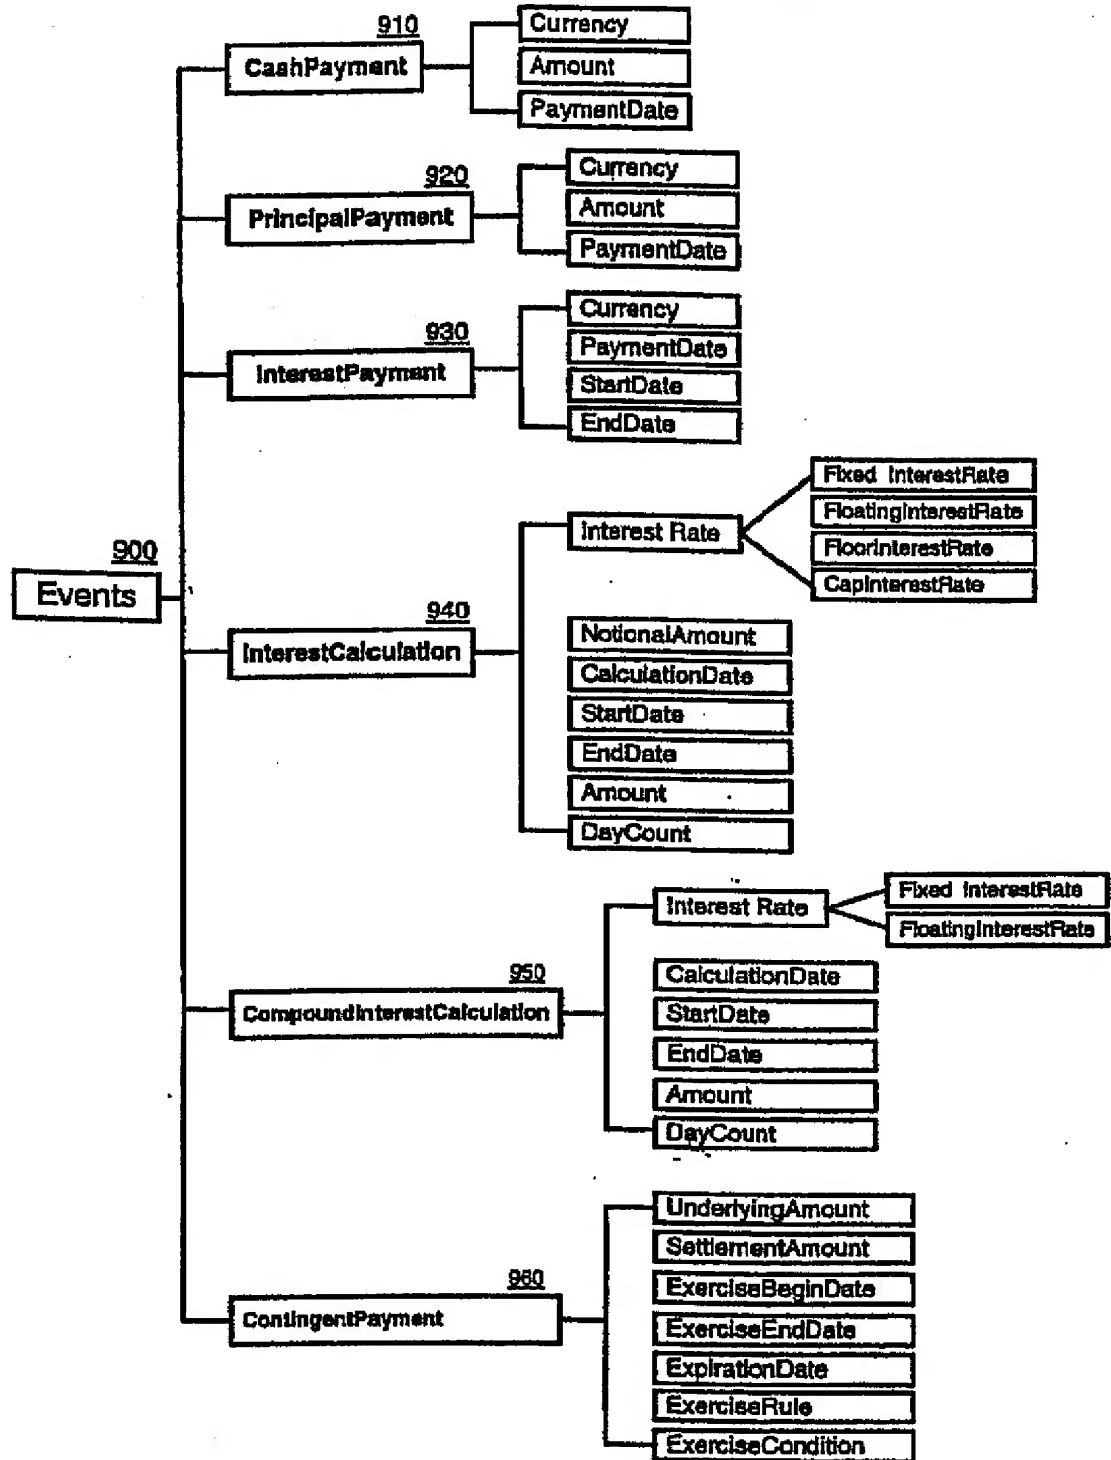 910
CashPayment
Currency
Amount
PaymentDate
920
PrincipalPayment
Currency
Amount
PaymentDate
930
InterestPayment
Currency
PaymentDate
StartDate
EndDate
900
Events
940
InterestCalculation
Interest Rate
Fixed InterestRate
FloatingInterestRate
FloorInterestRate
CapInterestRate
NotionalAmount
CalculationDate
StartDate
EndDate
Amount
DayCount
950
CompoundInterestCalculation
Interest Rate
Fixed InterestRate
FloatingInterestRate
CalculationDate
StartDate
EndDate
Amount
DayCount
960
ContingentPayment
UnderlyingAmount
SettlementAmount
ExerciseBeginDate
ExerciseEndDate
ExpirationDate
ExerciseRule
ExerciseCondition